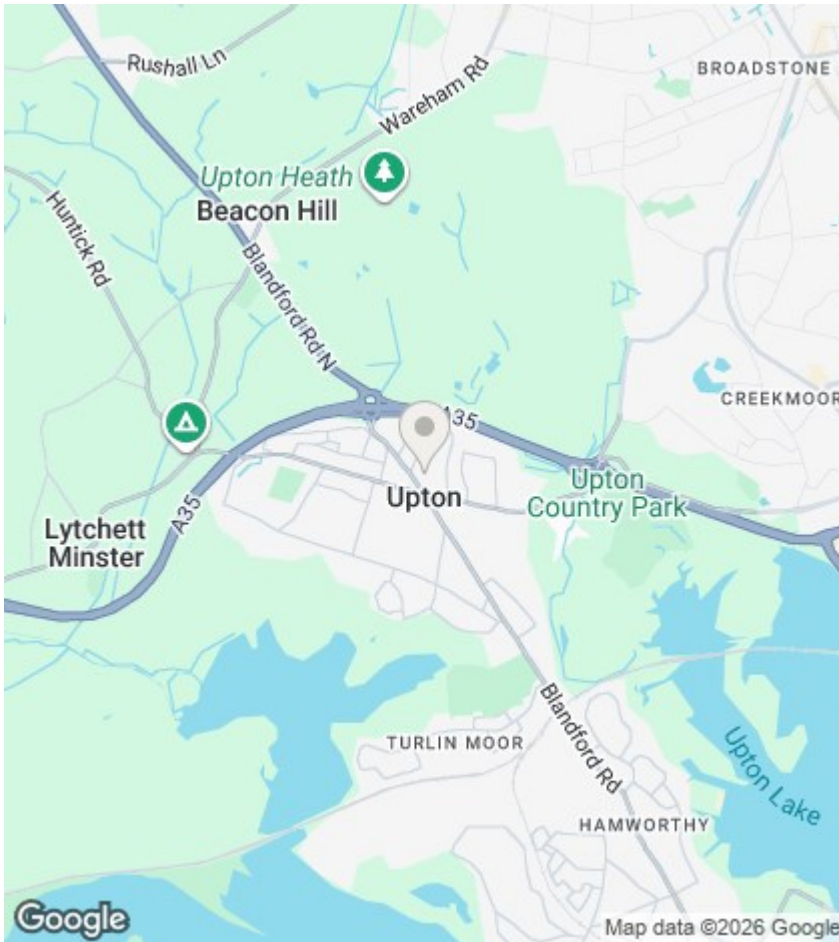 Rushall Ln
Wareham Rd
BROADSTONE
Upton Heath
Beacon Hill
Huntick Rd
Blandford Rd N
A35
CREEKMOOR
Upton
Upton
Country Park
Lytchett
Minster
A35
Blandford Rd
TURLIN MOOR
Upton Lake
HAMWORTHY
Google
Map data ©2026 Google